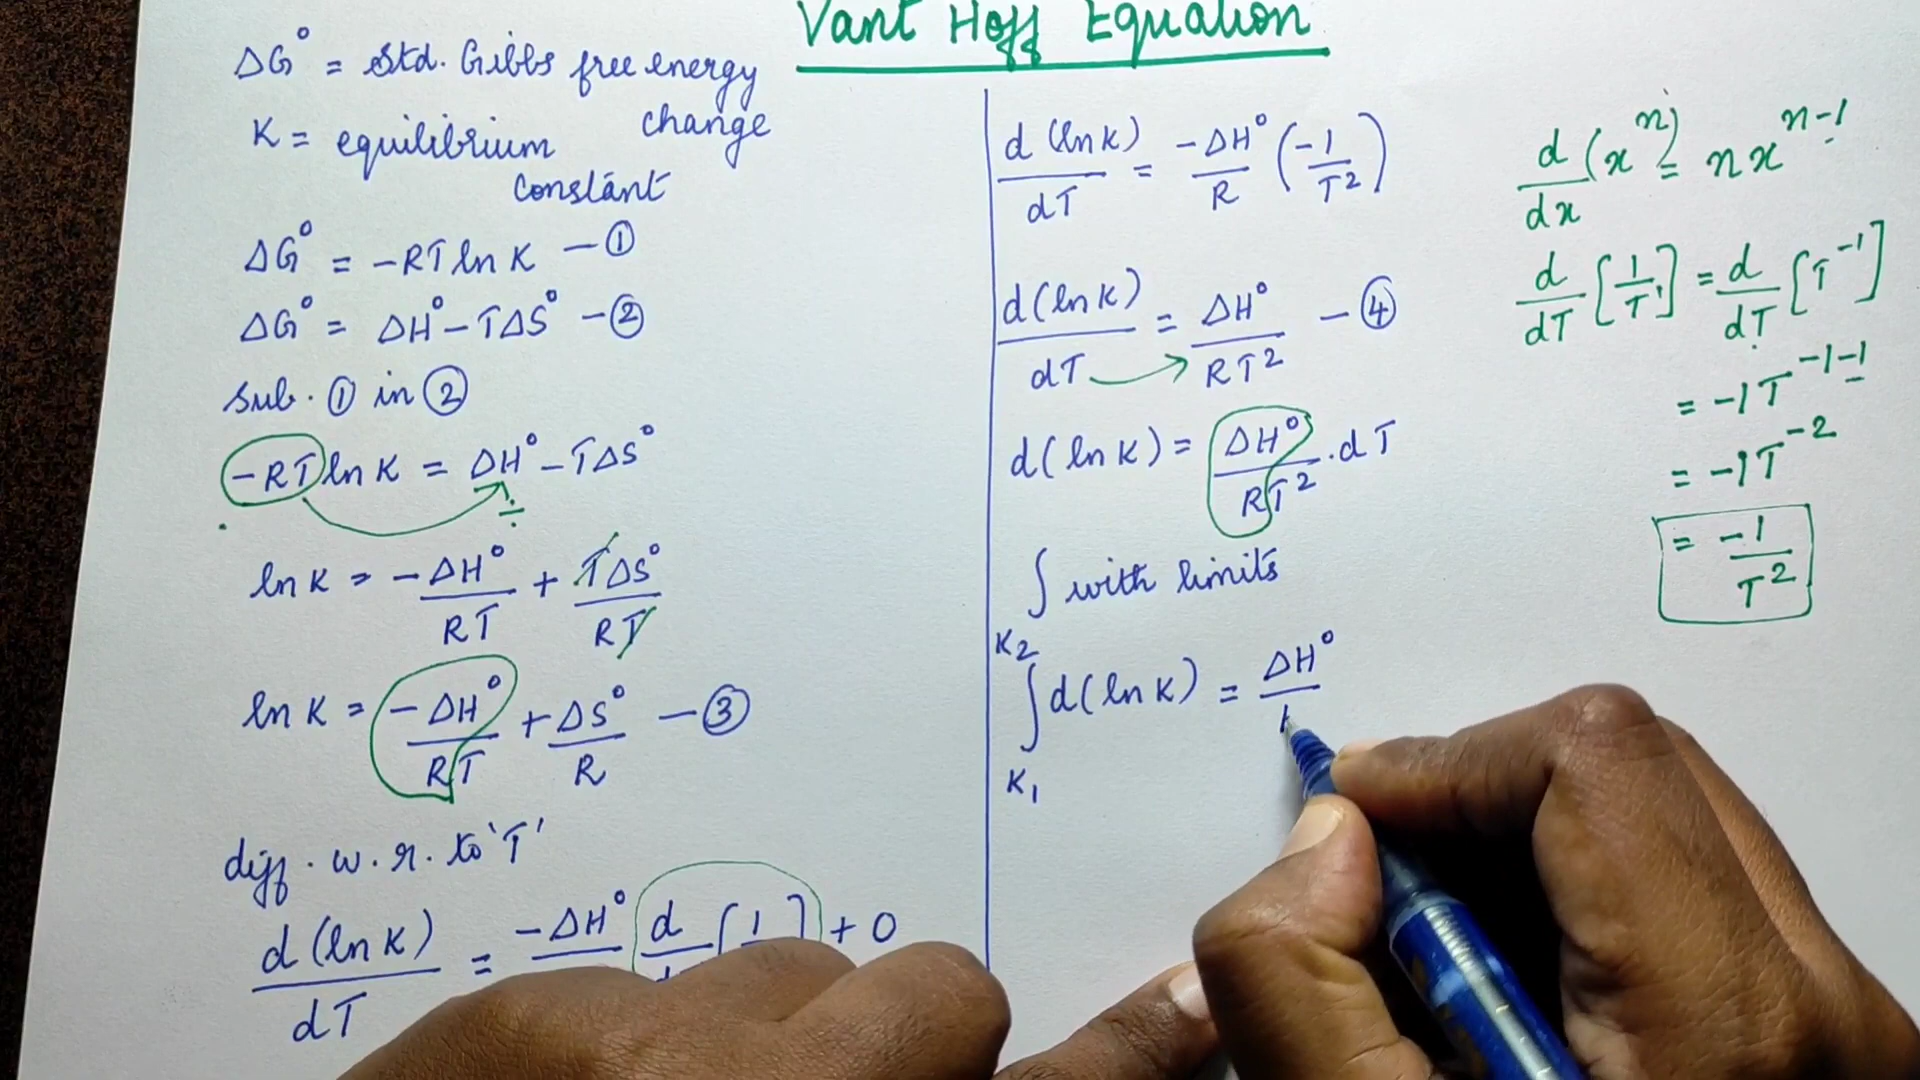 Vant Hoff Equation
ΔG° = Std. Gibbs free energy
change
K = equilibrium
constant
ΔG° = -RT ln K — ①
ΔG° = ΔH° - TΔS° - ②
Sub. ① in ②
-RT ln K = ΔH° - TΔS°
÷
ln K = -ΔH°/RT + TΔS°/RT
ln K = -ΔH°/RT + ΔS°/R — ③
diff. w.r.to 'T'
d(ln K)/dT = -ΔH° d [1 ] + 0
d(ln K)/dT = -ΔH°/R (-1/T²)
d(ln K)/dT = ΔH°/RT² — ④
d(ln K) = ΔH°/RT² . dT
∫ with limits
K2
∫ d(ln K) = ΔH°
K1
d/dx (x^n) = n x^n-1
d/dT [1/T] = d/dT [T^-1]
= -1T^-1-1
= -1T^-2
= -1/T²